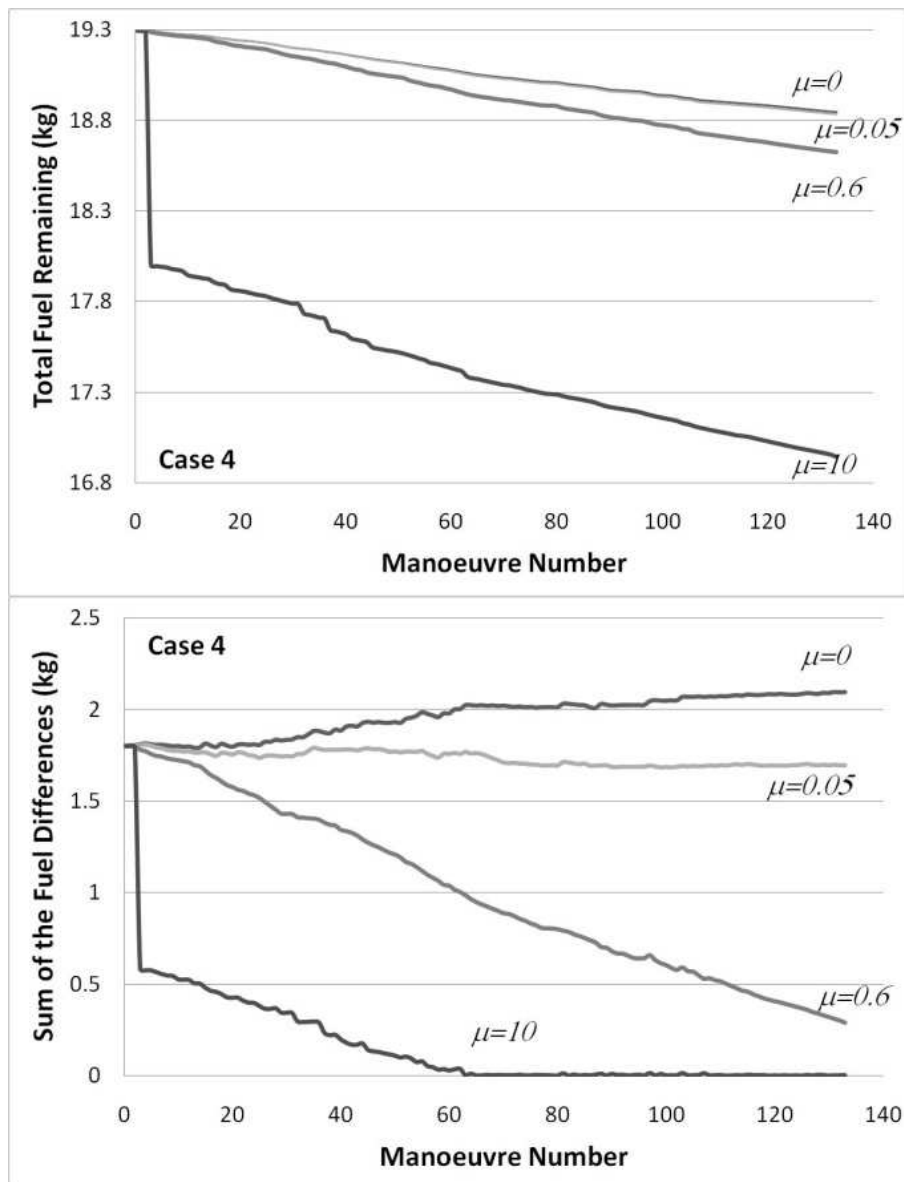 Total Fuel Remaining (kg)
19.3
18.8
18.3
17.8
17.3
16.8
μ=0
μ=0.05
μ=0.6
μ=10
Case 4
0 20 40 60 80 100 120 140
Manoeuvre Number
Sum of the Fuel Differences (kg)
2.5
2
1.5
1
0.5
0
Case 4
μ=0
μ=0.05
μ=0.6
μ=10
0 20 40 60 80 100 120 140
Manoeuvre Number